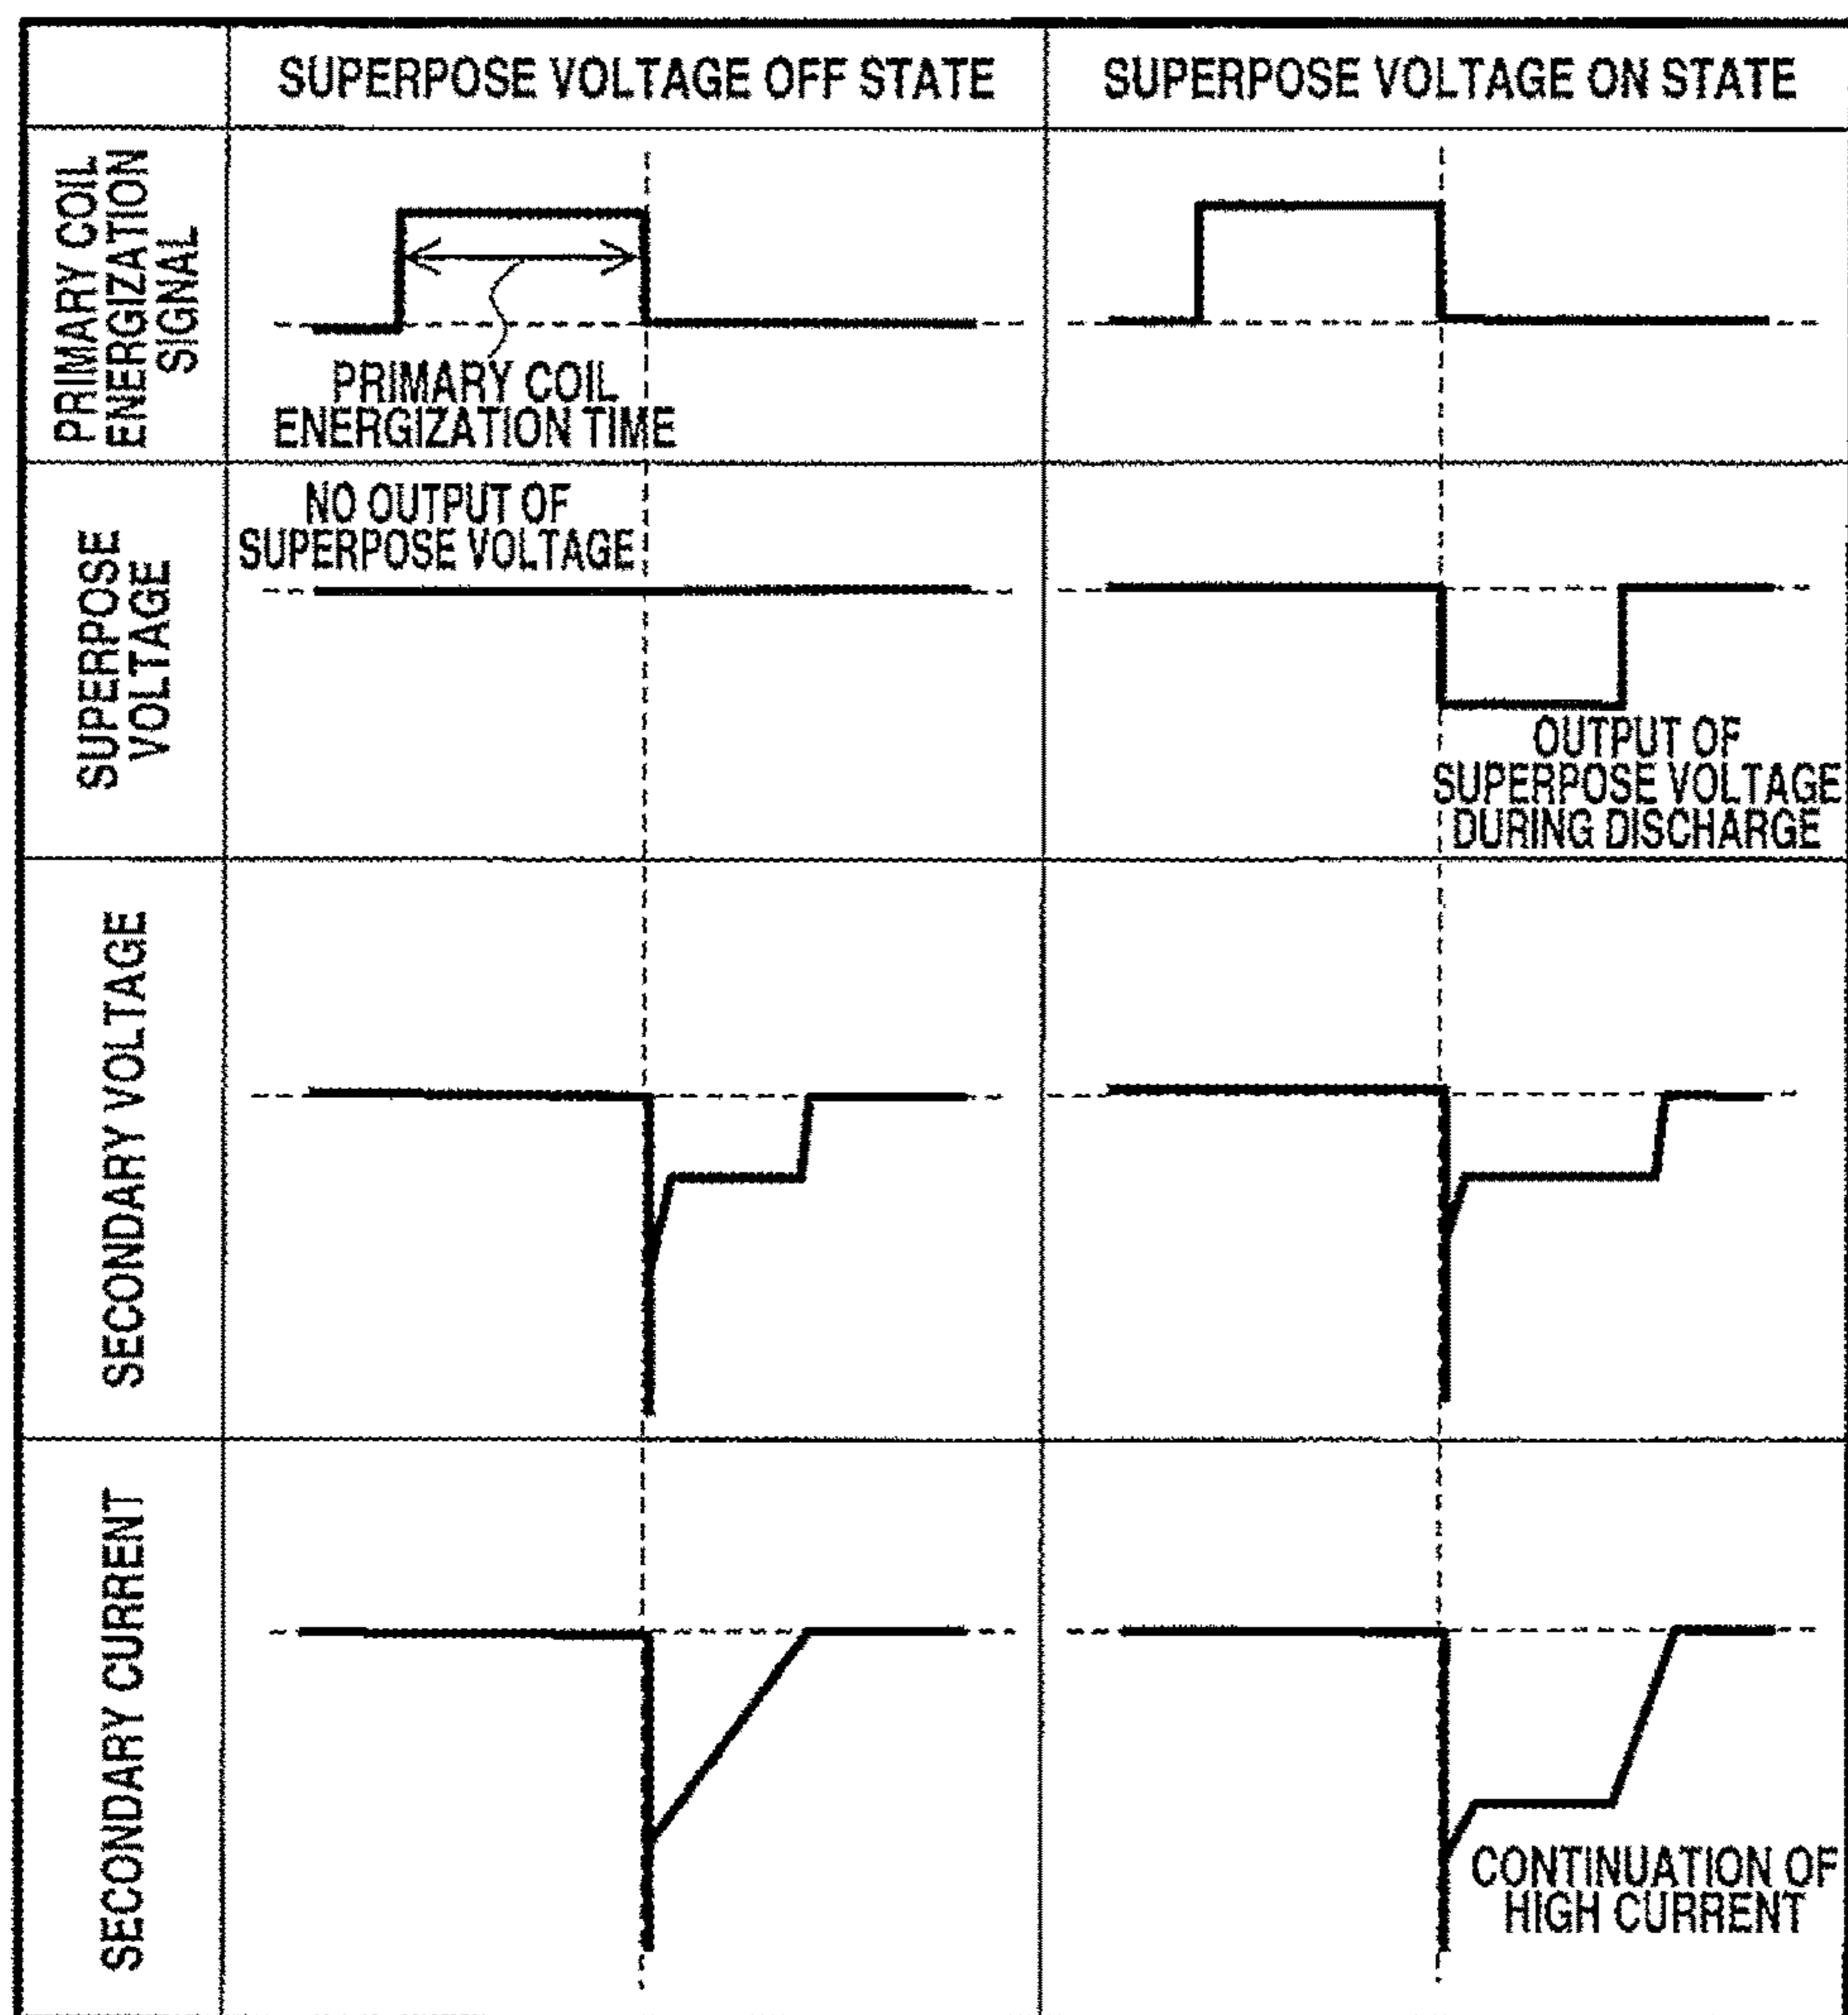 SUPERPOSE VOLTAGE OFF STATE
SUPERPOSE VOLTAGE ON STATE
PRIMARY COIL
ENERGIZATION
SIGNAL
PRIMARY COIL
ENERGIZATION TIME
SUPERPOSE
VOLTAGE
NO OUTPUT OF
SUPERPOSE VOLTAGE
OUTPUT OF
SUPERPOSE VOLTAGE
DURING DISCHARGE
SECONDARY VOLTAGE
SECONDARY CURRENT
CONTINUATION OF
HIGH CURRENT